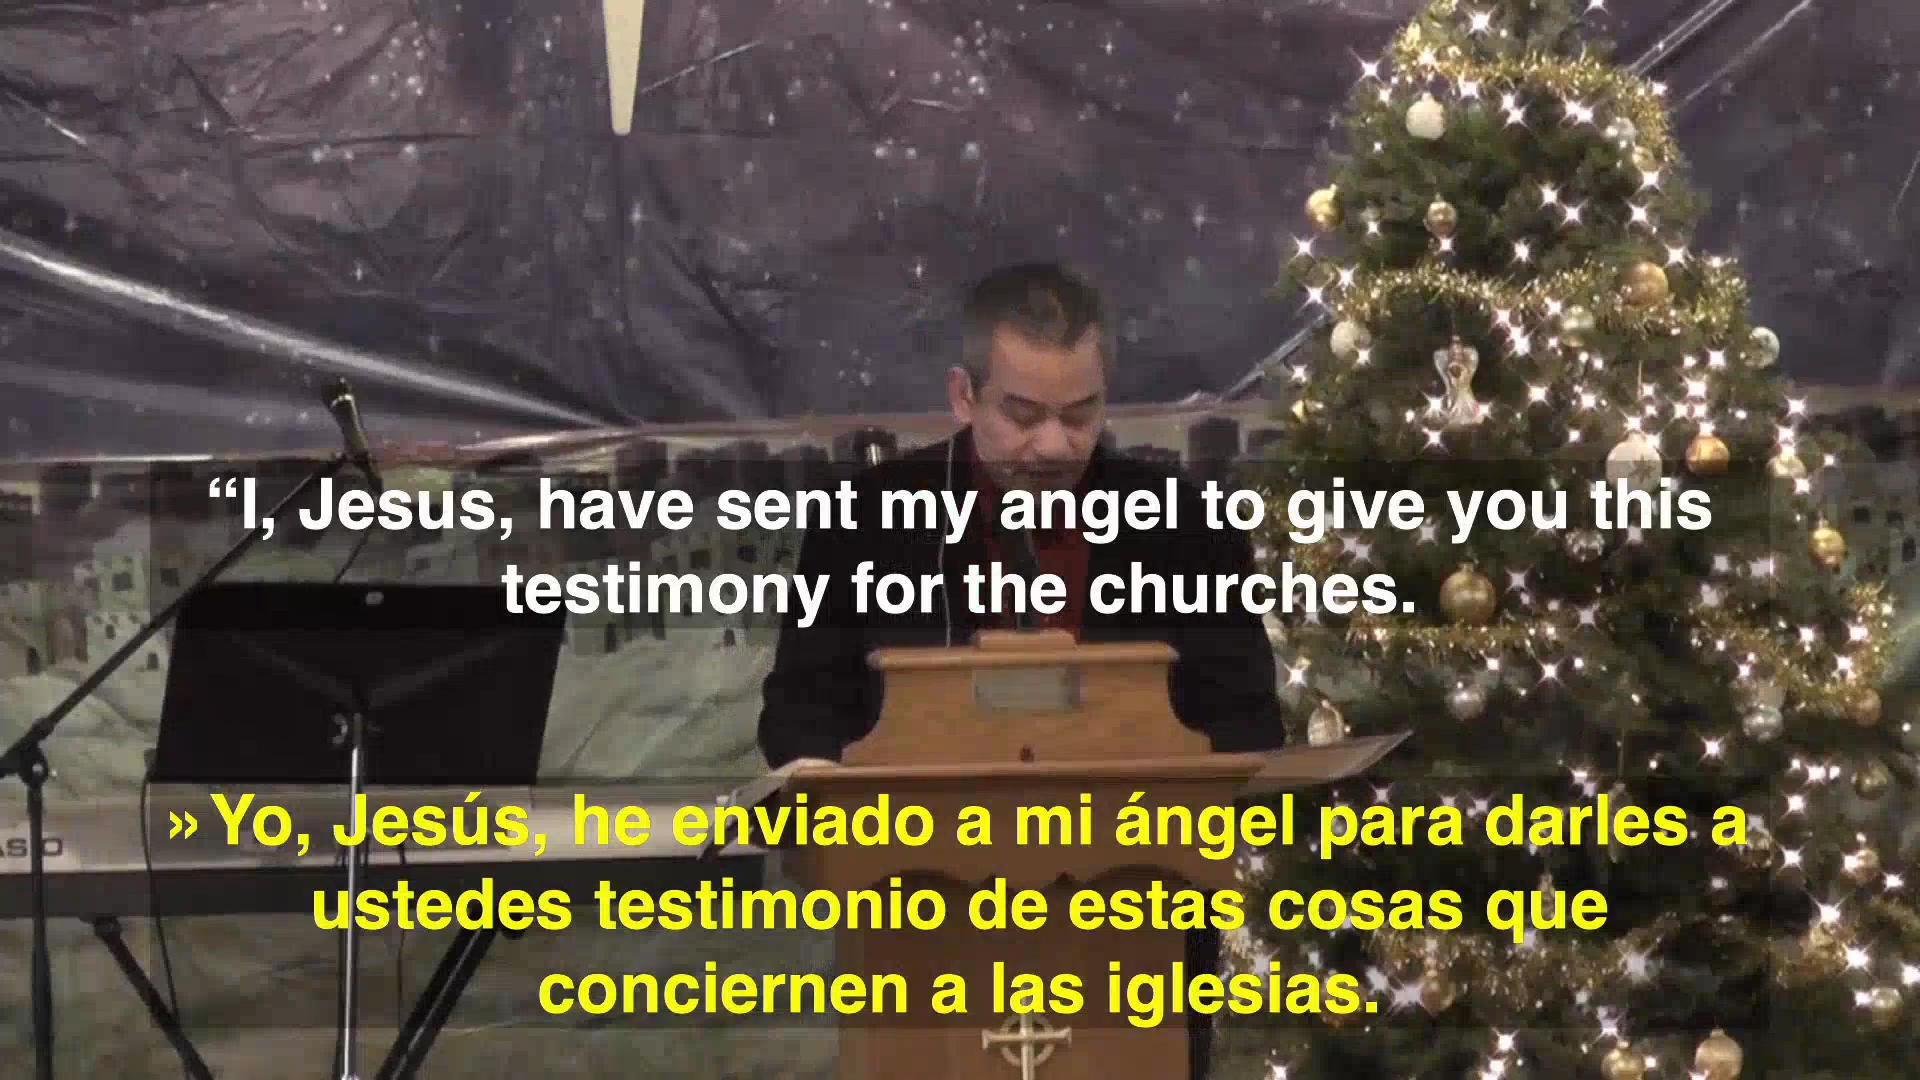 “I, Jesus, have sent my angel to give you this
testimony for the churches.
» Yo, Jesús, he enviado a mi ángel para darles a
ustedes testimonio de estas cosas que
conciernen a las iglesias.